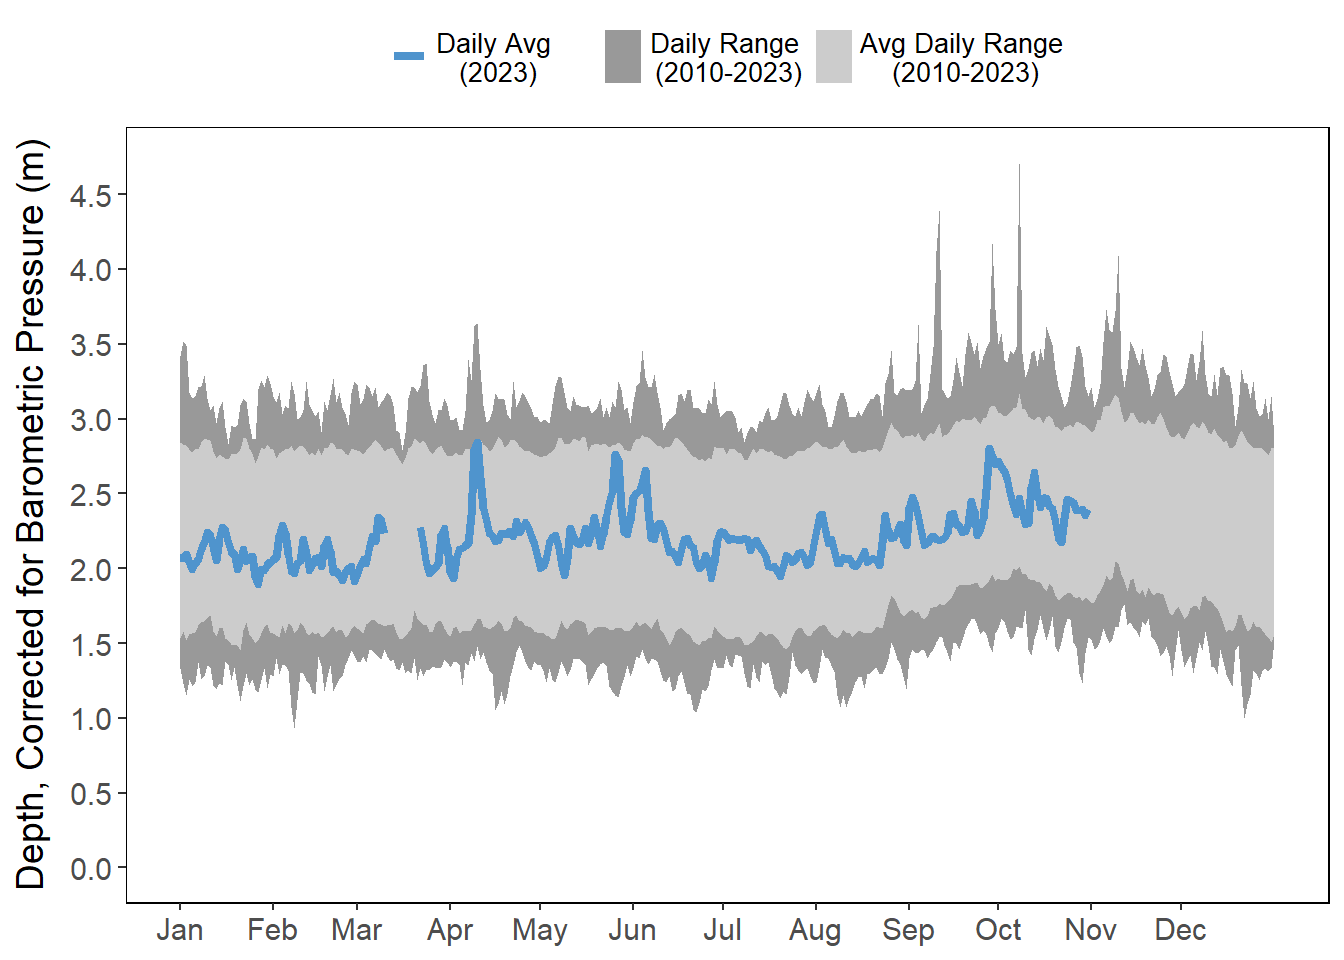 Daily Avg
(2023)
Daily Range
(2010-2023)
Avg Daily Range
(2010-2023)
Depth, Corrected for Barometric Pressure (m)
4.5
4.0
3.5
3.0
2.5
2.0
1.5
1.0
0.5
0.0
Jan Feb Mar Apr May Jun Jul Aug Sep Oct Nov Dec